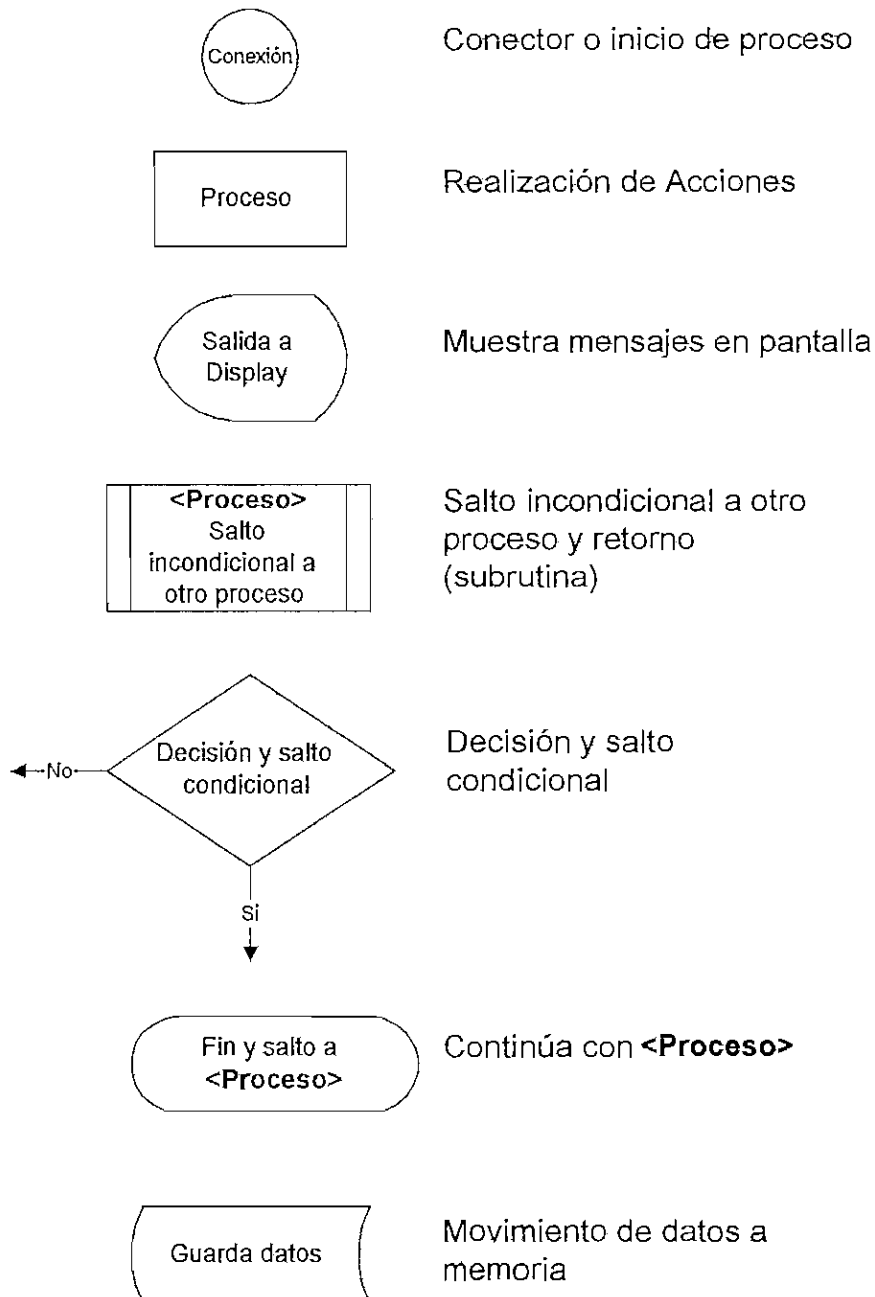 Conexión
Conector o inicio de proceso
Proceso
Realización de Acciones
Salida a
Display
Muestra mensajes en pantalla
<Proceso>
Salto
incondicional a
otro proceso
Salto incondicional a otro
proceso y retorno
(subrutina)
Decisión y salto
condicional
No
Si
Decisión y salto
condicional
Fin y salto a
<Proceso>
Continúa con <Proceso>
Guarda datos
Movimiento de datos a
memoria